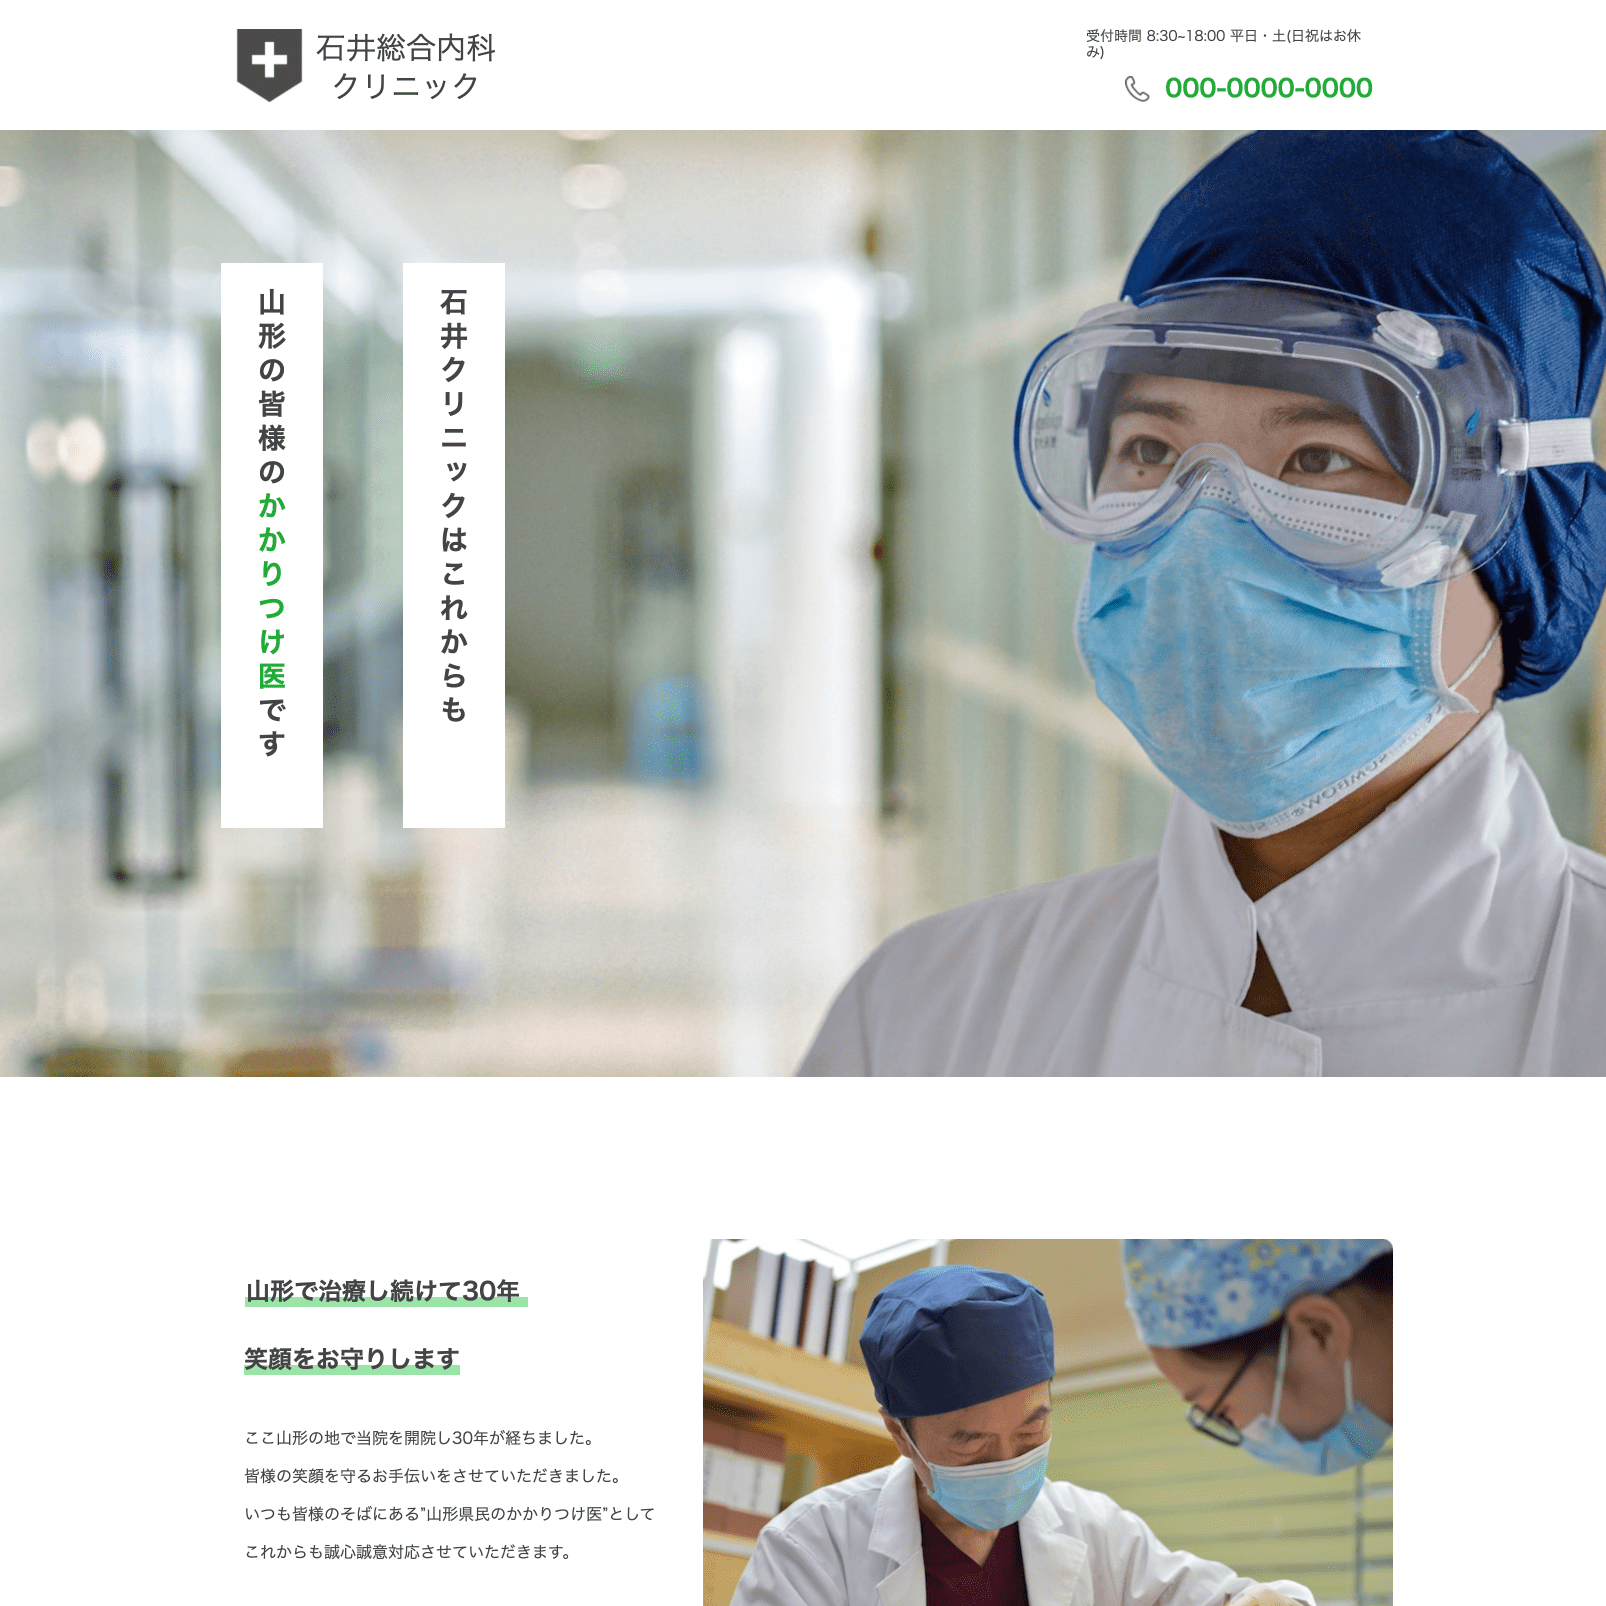 石井総合内科
クリニック
受付時間 8:30~18:00 平日・土(日祝はお休
み)
000-0000-0000
石井クリニックはこれからも
山形の皆様のかかりつけ医です
山形で治療し続けて30年
笑顔をお守りします
ここ山形の地で当院を開院し30年が経ちました。
皆様の笑顔を守るお手伝いをさせていただきました。
いつも皆様のそばにある”山形県民のかかりつけ医”として
これからも誠心誠意対応させていただきます。